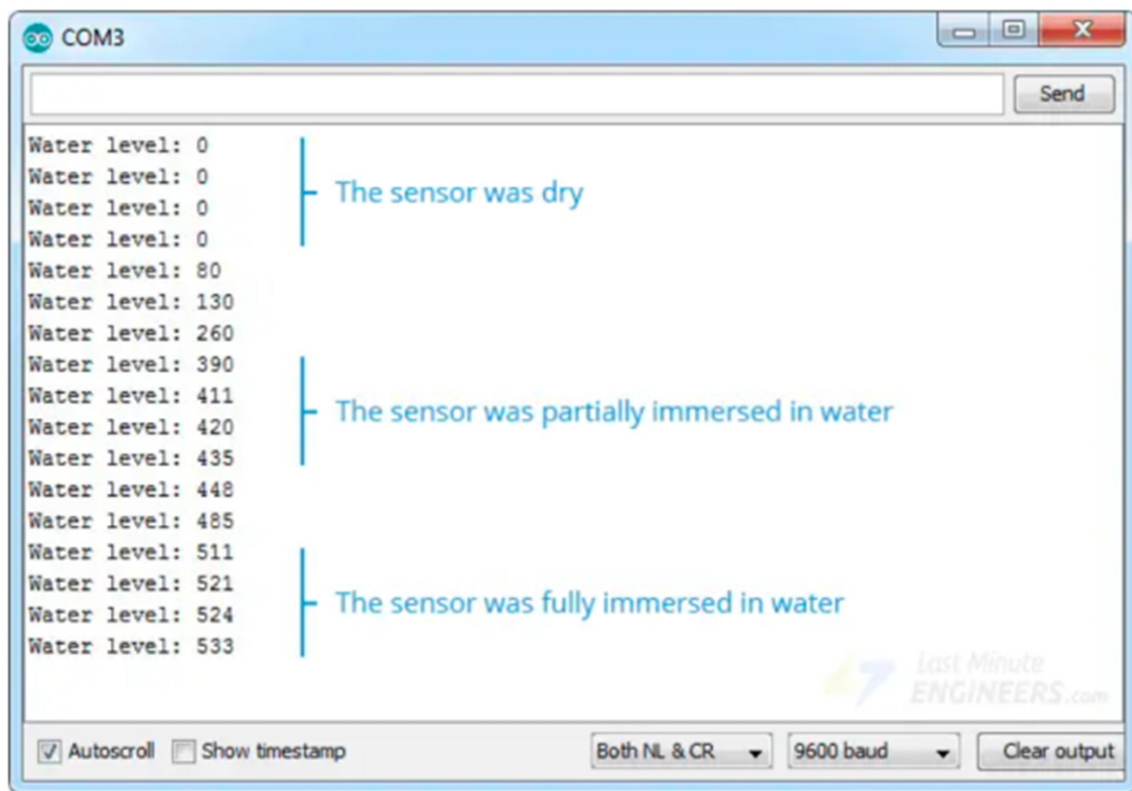 COM3
Send
Water level: 0
Water level: 0
The sensor was dry
Water level: 0
Water level: 0
Water level: 80
Water level: 130
Water level: 260
Water level: 390
Water level: 411
The sensor was partially immersed in water
Water level: 420
Water level: 435
Water level: 448
Water level: 485
Water level: 511
Water level: 521
The sensor was fully immersed in water
Water level: 524
Water level: 533
Last Minute
ENGINEERS.com
Autoscroll Show timestamp Both NL & CR 9600 baud Clear output